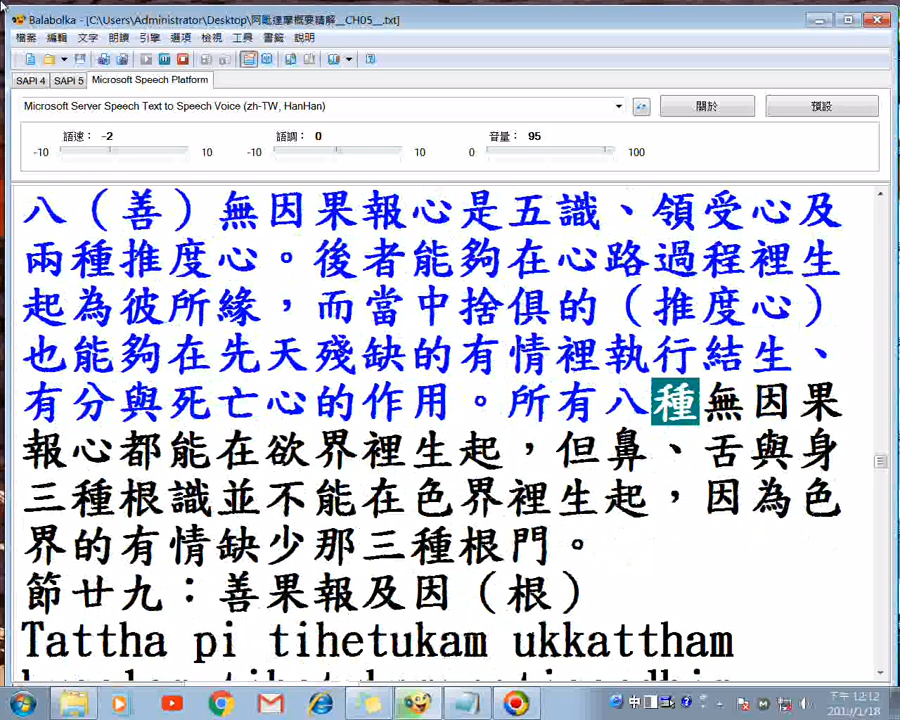 Balabolka - [C:\Users\Administrator\Desktop\阿毗達摩概要精解__CH05__.txt]
檔案 編輯 文字 朗讀 引擎 選項 檢視 工具 書籤 說明
SAPI 4 SAPI 5 Microsoft Speech Platform
Microsoft Server Speech Text to Speech Voice (zh-TW, HanHan) 關於 預設
語速: -2 語調: 0 音量: 95
-10 10 -10 10 0 100
八（善）無因果報心是五識、領受心及
兩種推度心。後者能夠在心路過程裡生
起為彼所緣，而當中捨俱的（推度心）
也能夠在先天殘缺的有情裡執行結生、
有分與死亡心的作用。所有八種無因果
報心都能在欲界裡生起，但鼻、舌與身
三種根識並不能在色界裡生起，因為色
界的有情缺少那三種根門。
節廿九：善果報及因（根）
Tattha pi tihetukam ukkattham
中
下午 12:12
2019/1/18